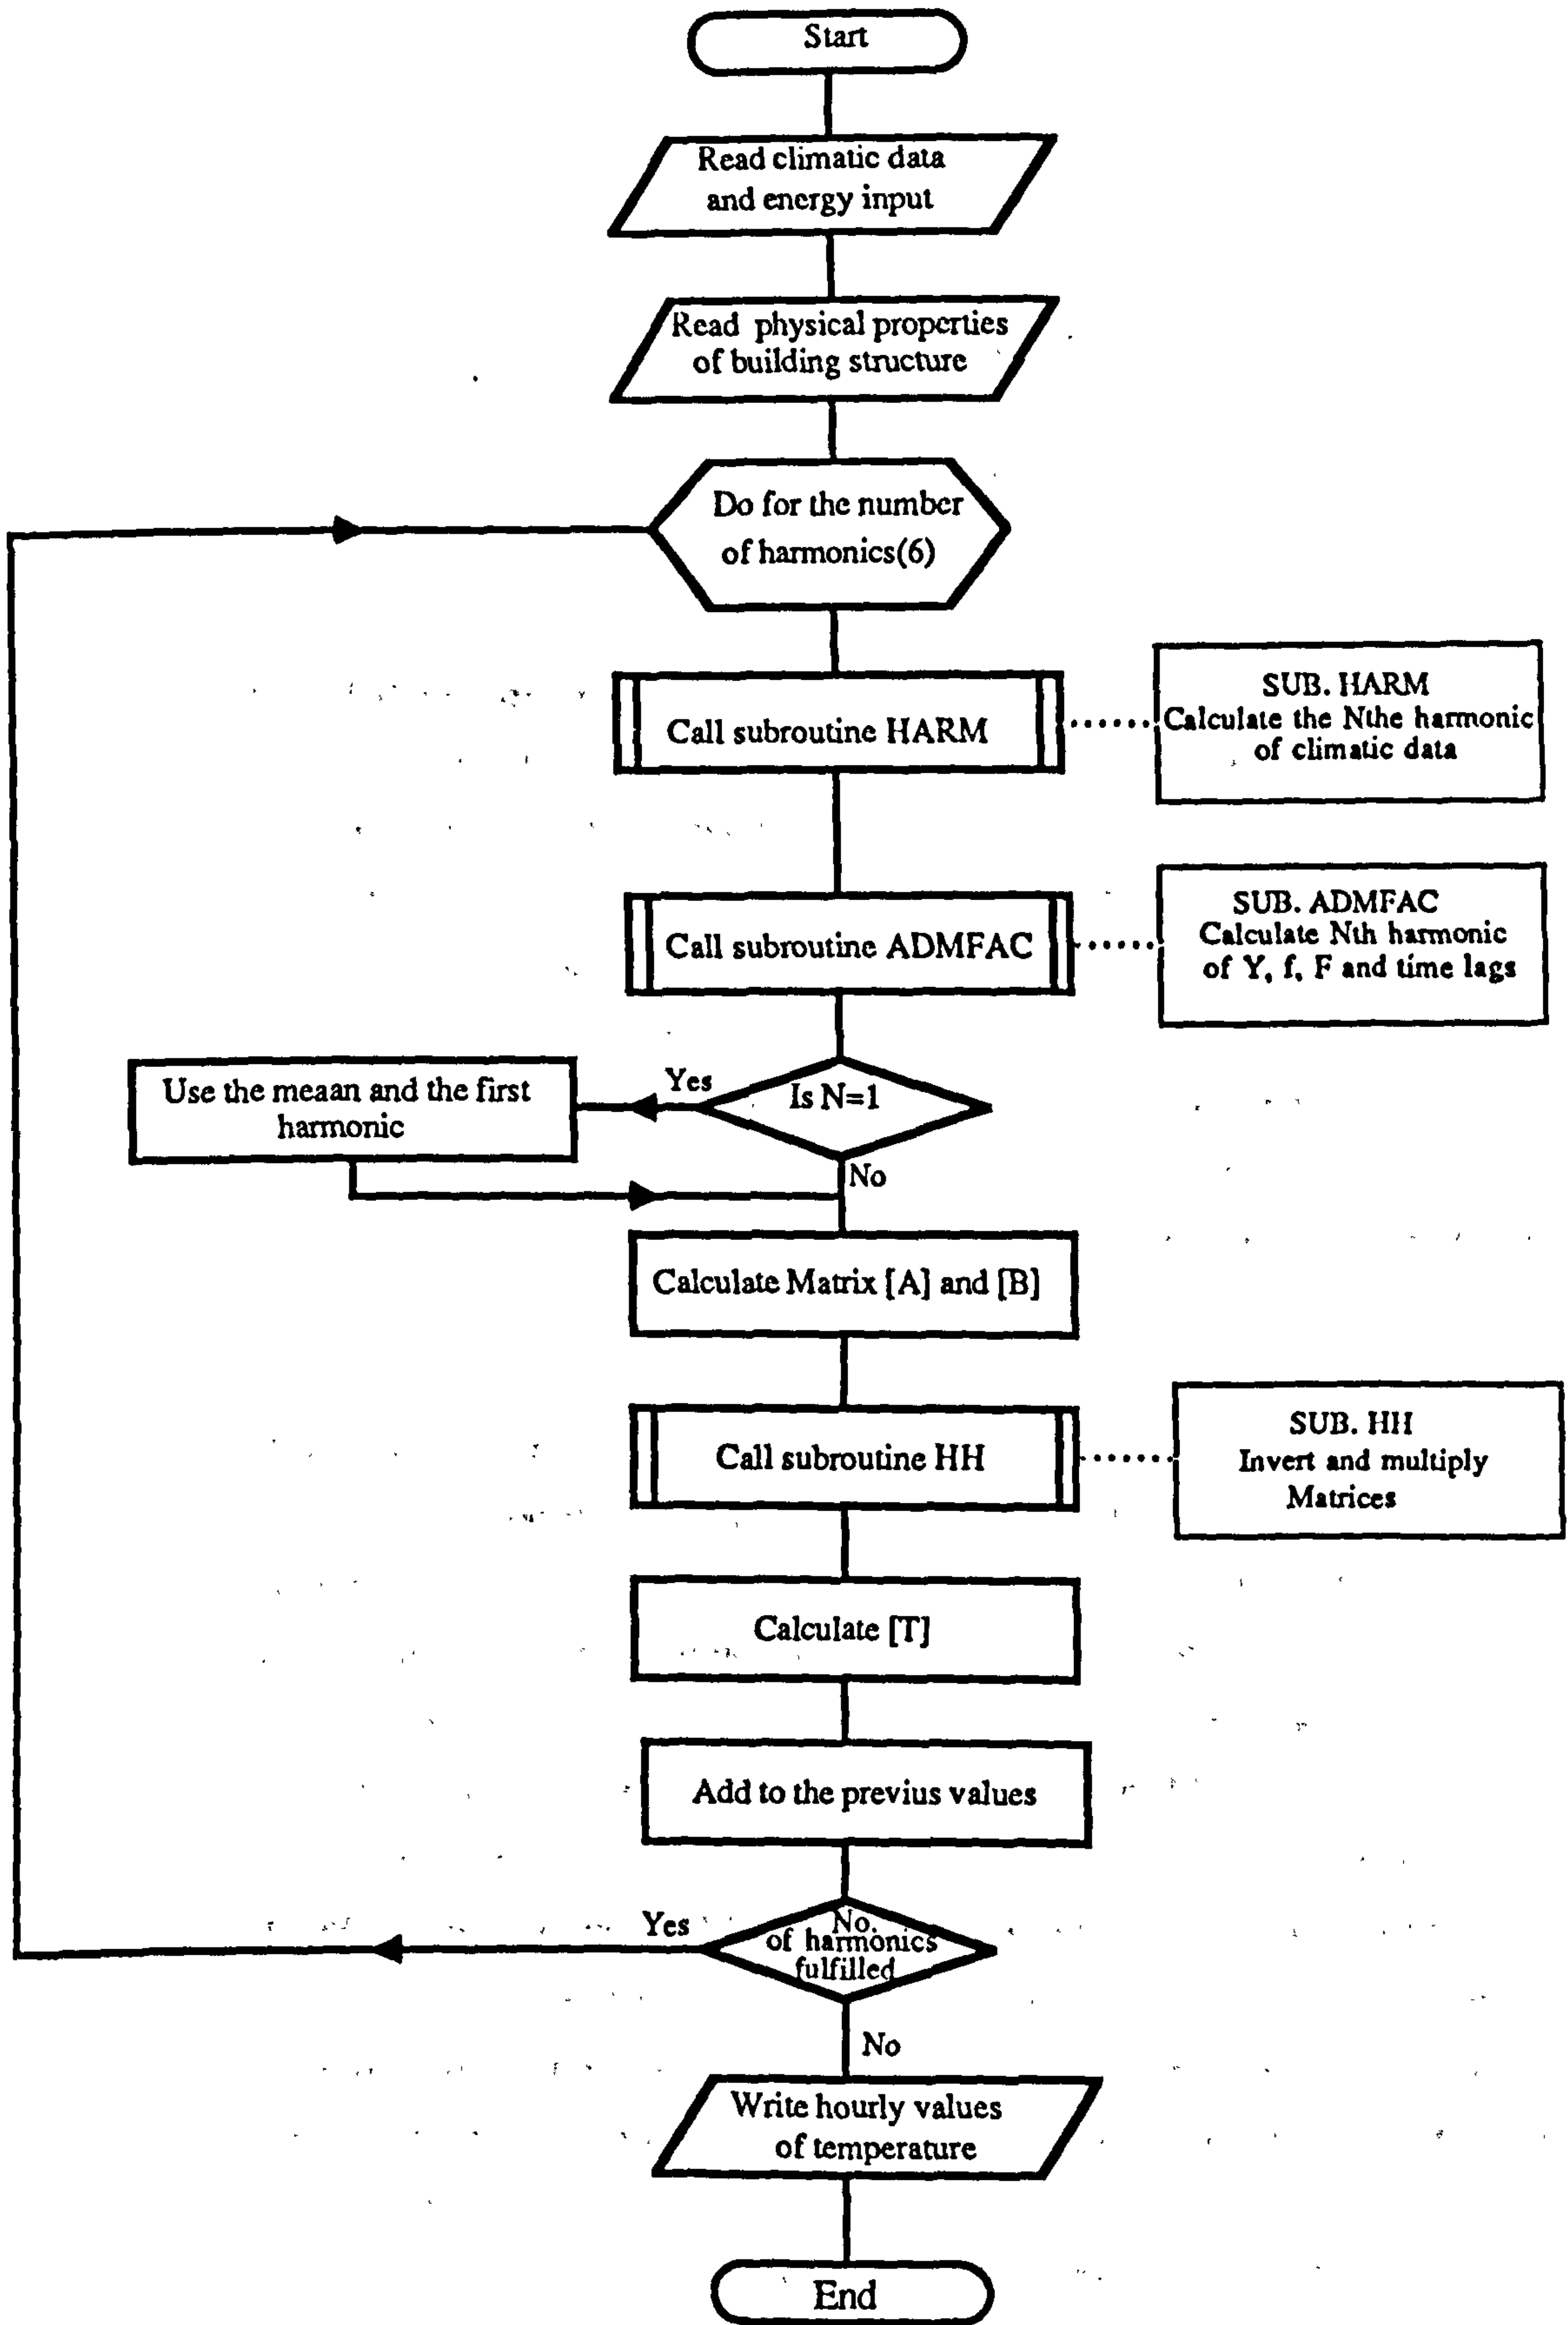 Start
Read climatic data
and energy input
Read physical properties
of building structure
Do for the number
of harmonics(6)
Call subroutine HARM
SUB. HARM
Calculate the Nthe harmonic
of climatic data
Call subroutine ADMFAC
SUB. ADMFAC
Calculate Nth harmonic
of Y, f, F and time lags
Is N=1
Yes
Use the meaan and the first
harmonic
No
Calculate Matrix [A] and [B]
Call subroutine HH
SUB. HH
Invert and multiply
Matrices
Calculate [T]
Add to the previus values
No.
of harmonics
fulfilled
Yes
No
Write hourly values
of temperature
End